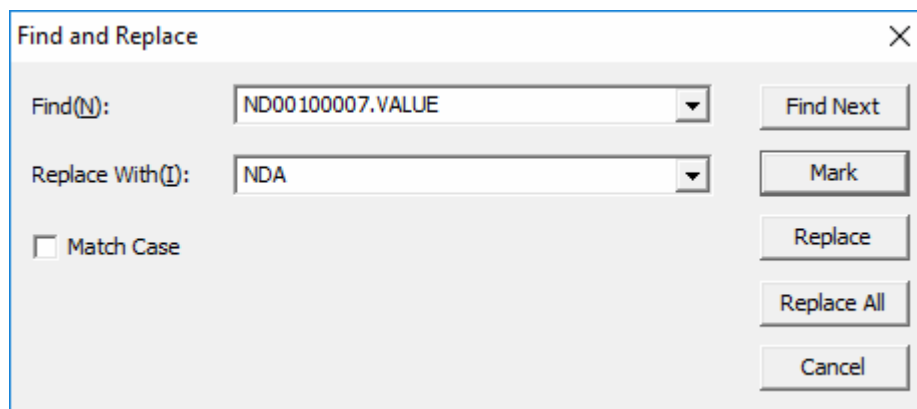 Find and Replace
Find(N):
ND00100007.VALUE
Find Next
Replace With(I):
NDA
Mark
Match Case
Replace
Replace All
Cancel